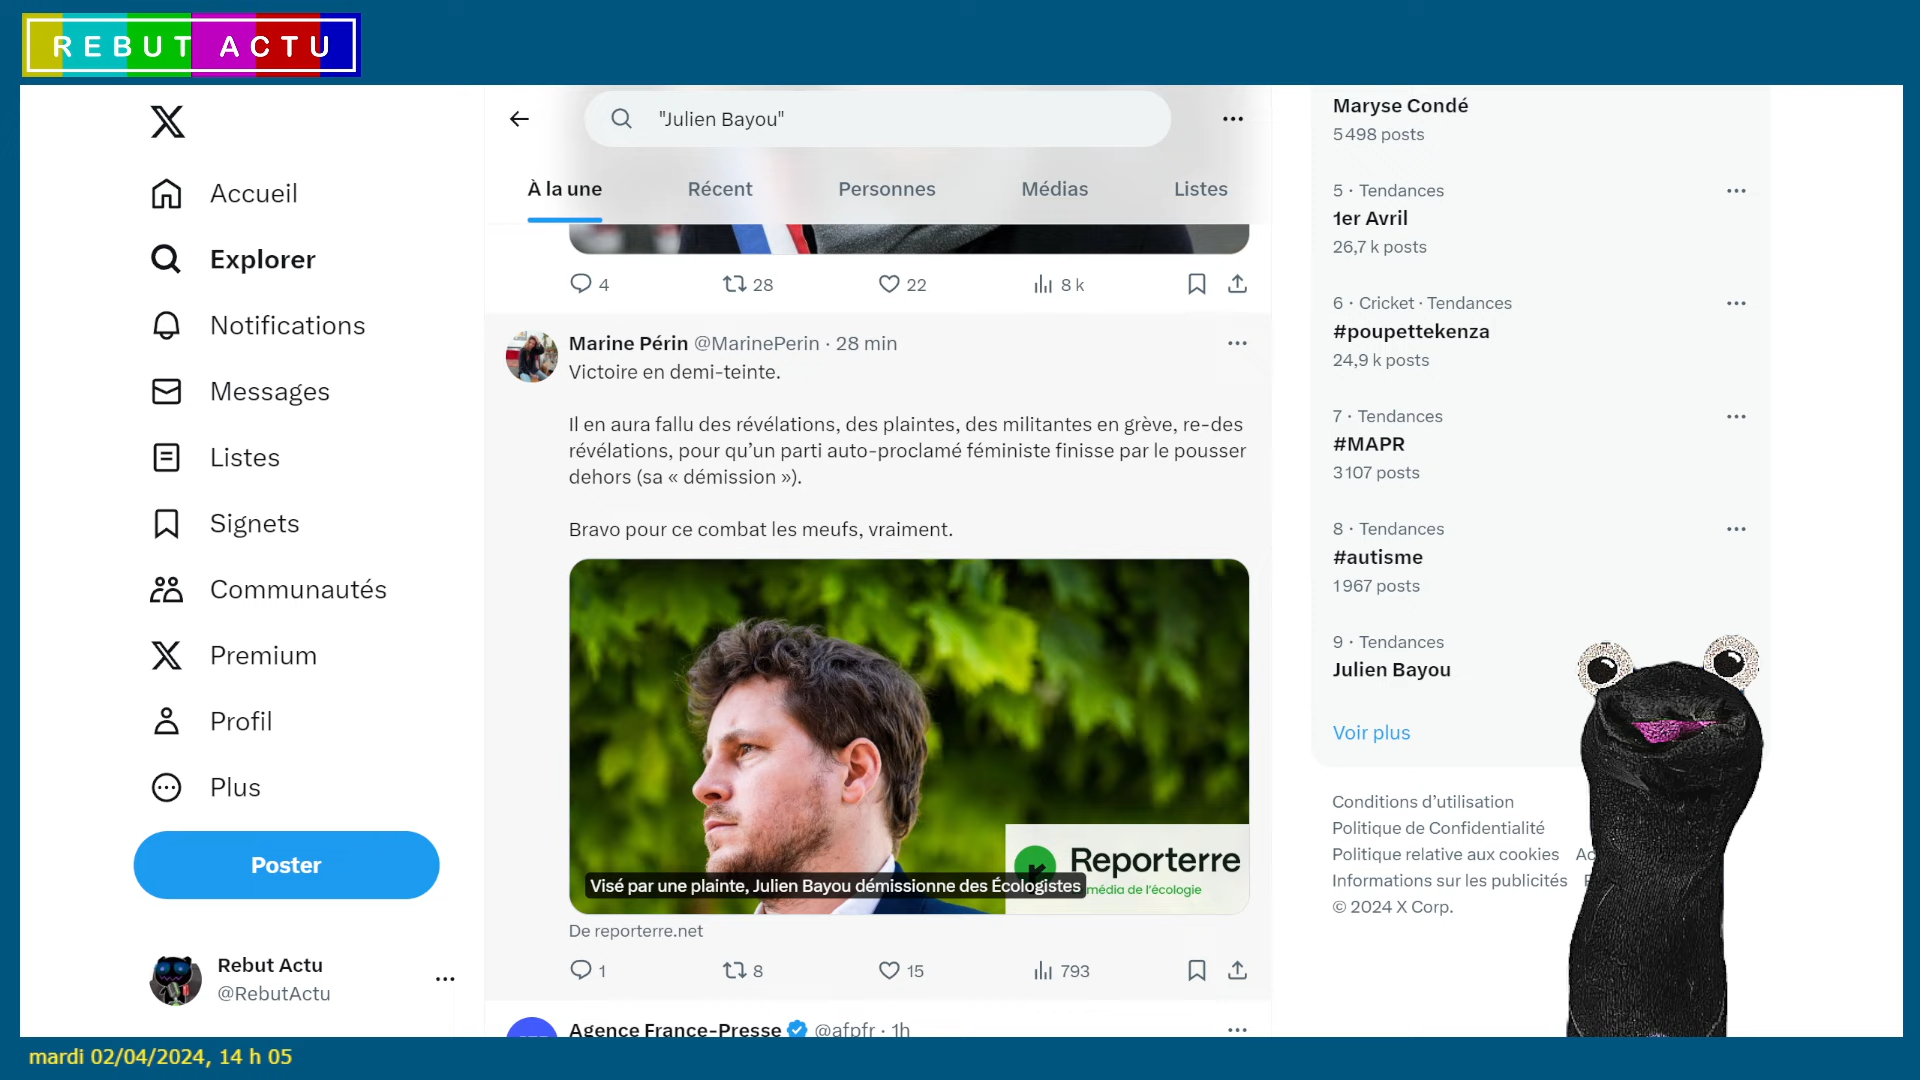 REBUT ACTU
Accueil
Explorer
Notifications
Messages
Listes
Signets
Communautés
Premium
Profil
Plus
Poster
Rebut Actu
@RebutActu
"Julien Bayou"
À la une
Récent
Personnes
Médias
Listes
4
28
22
8 k
Marine Périn @MarinePerin · 28 min
Victoire en demi-teinte.
Il en aura fallu des révélations, des plaintes, des militantes en grève, re-des
révélations, pour qu’un parti auto-proclamé féministe finisse par le pousser
dehors (sa « démission »).
Bravo pour ce combat les meufs, vraiment.
Reporterre
média de l'écologie
Visé par une plainte, Julien Bayou démissionne des Écologistes
De reporterre.net
1
8
15
793
Agence France-Presse @afpfr · 1h
Maryse Condé
5 498 posts
5 · Tendances
1er Avril
26,7 k posts
6 · Cricket · Tendances
#poupettekenza
24,9 k posts
7 · Tendances
#MAPR
3 107 posts
8 · Tendances
#autisme
1 967 posts
9 · Tendances
Julien Bayou
Voir plus
Conditions d’utilisation
Politique de Confidentialité
Politique relative aux cookies
Informations sur les publicités
© 2024 X Corp.
mardi 02/04/2024, 14 h 05